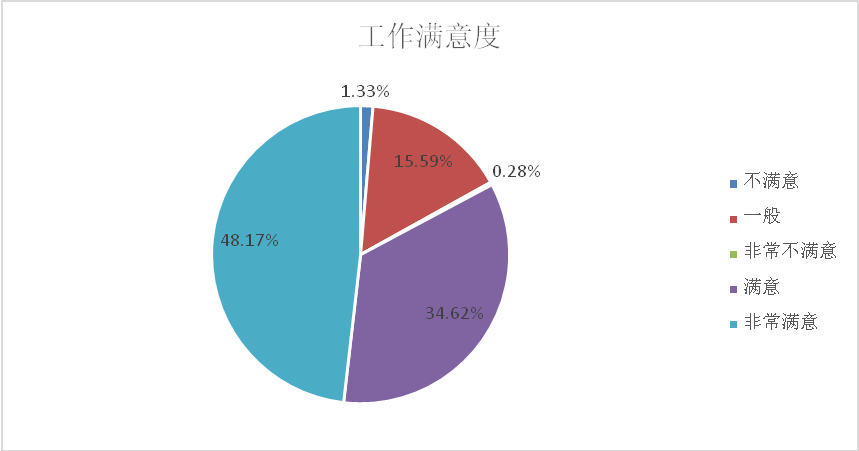 工作满意度
1.33%
15.59%
0.28%
48.17%
34.62%
不满意
一般
非常不满意
满意
非常满意